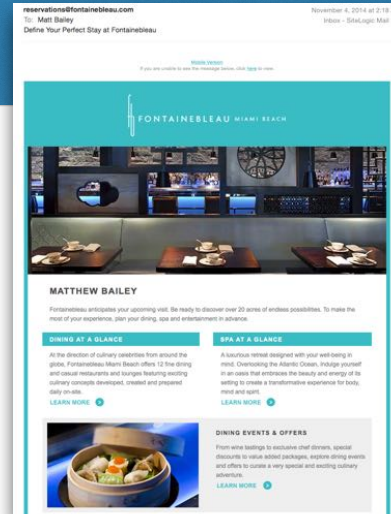 reservations@fontainebleau.com
November 4, 2014 at 2:18
To: Matt Bailey
Inbox - SiteLogic Mail
Define Your Perfect Stay at Fontainebleau
Mobile Version
If you are unable to see the message below, click here to view.
FONTAINEBLEAU MIAMI BEACH
MATTHEW BAILEY
Fontainebleau anticipates your upcoming visit. Be ready to discover over 20 acres of endless possibilities. To make the
most of your experience, plan your dining, spa and entertainment in advance.
DINING AT A GLANCE
At the direction of culinary celebrities from around the
globe, Fontainebleau Miami Beach offers 12 fine dining
and casual restaurants and lounges featuring exciting
culinary concepts developed, created and prepared
daily on-site.
LEARN MORE
SPA AT A GLANCE
A luxurious retreat designed with your well-being in
mind. Overlooking the Atlantic Ocean, indulge yourself
in an oasis that embraces the beauty and energy of its
setting to create a transformative experience for body,
mind and spirit.
LEARN MORE
DINING EVENTS & OFFERS
From wine tastings to exclusive chef dinners, special
discounts to value added packages, explore dining events
and offers to curate a very special and exciting culinary
adventure.
LEARN MORE